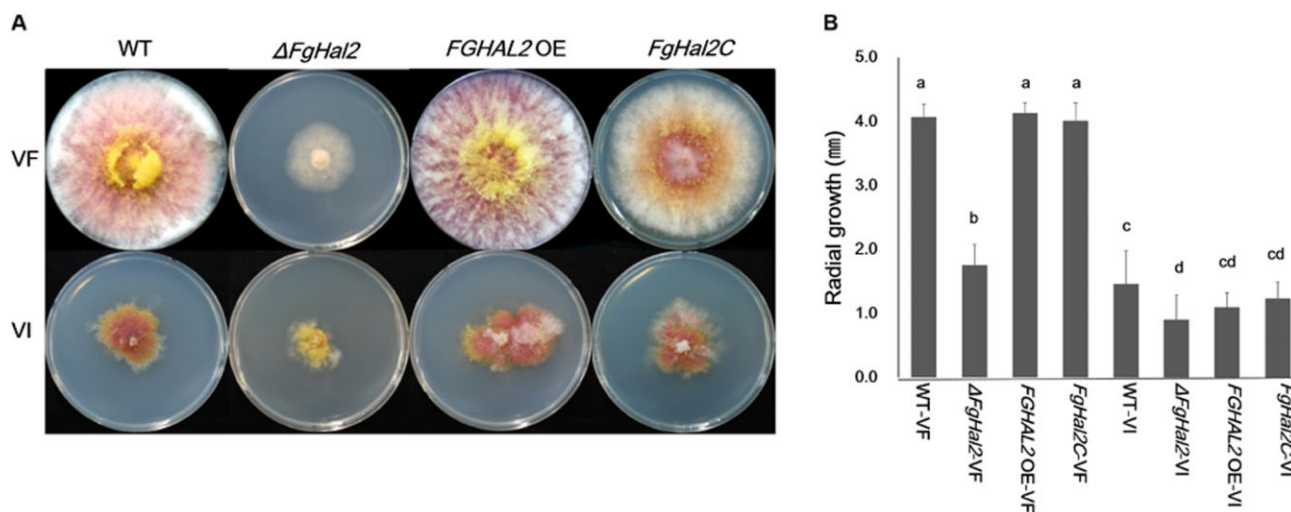 A
WT ΔFgHal2 FGHAL2 OE FgHal2C
VF
VI
B
Radial growth (㎜)
5.0
4.0
3.0
2.0
1.0
0.0
a b a a c d cd cd
WT-VF ΔFgHal2-VF FGHAL2 OE-VF FgHal2C-VF WT-VI ΔFgHal2-VI FGHAL2 OE-VI FgHal2C-VI